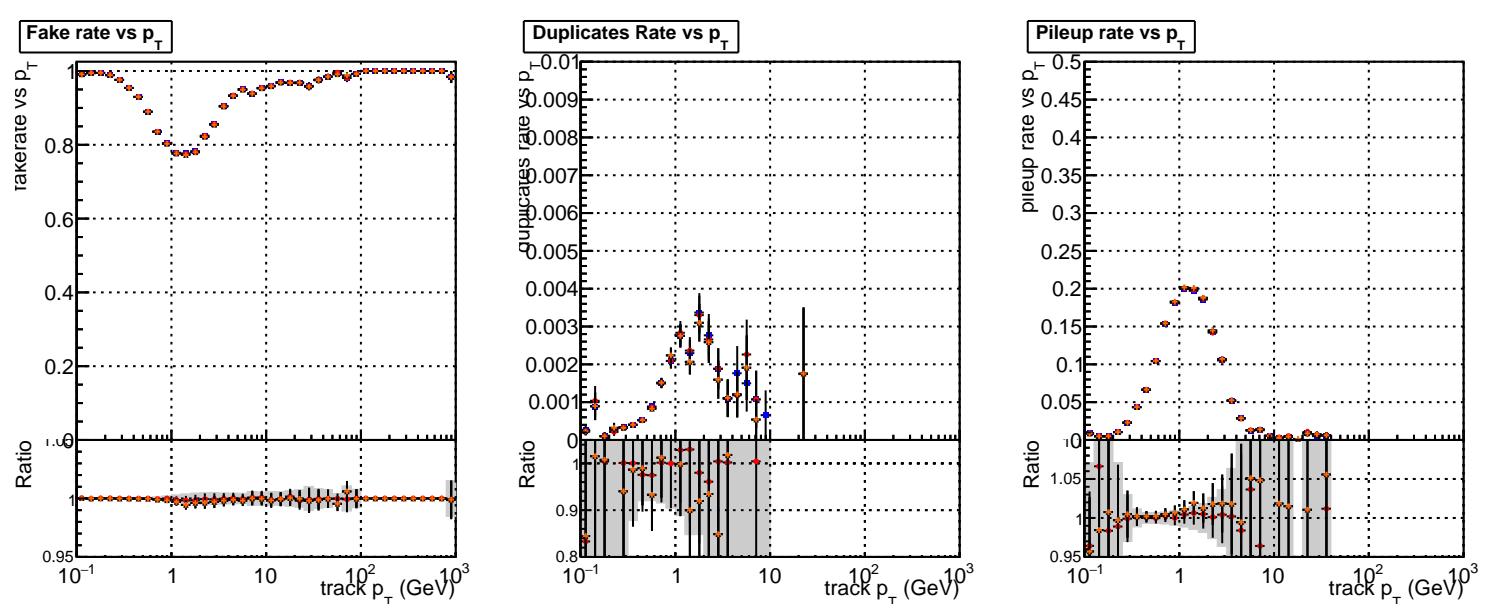 Fake rate vs p_T
fakerate vs p_T
1
0.8
0.6
0.4
0.2
0
Ratio
1
0.95
10^−1 1 10 10^2 10^3
track p_T (GeV)
Duplicates Rate vs p_T
duplicates rate vs p_T
0.01
0.009
0.008
0.007
0.006
0.005
0.004
0.003
0.002
0.001
0
Ratio
1
0.9
0.8
10^−1 1 10 10^2 10^3
track p_T (GeV)
Pileup rate vs p_T
pileup rate vs p_T
0.5
0.45
0.4
0.35
0.3
0.25
0.2
0.15
0.1
0.05
0
Ratio
1.05
1
0.95
10^−1 1 10 10^2 10^3
track p_T (GeV)